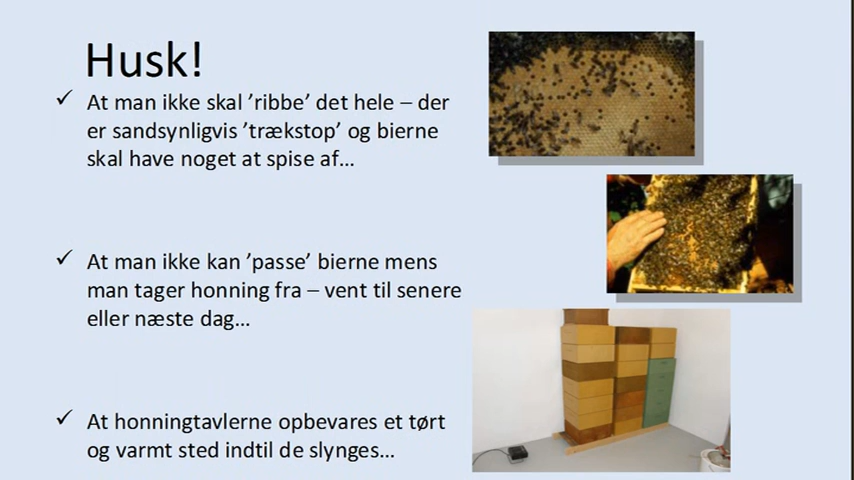 Husk!
✓ At man ikke skal ’ribbe’ det hele – der
er sandsynligvis ’trækstop’ og bierne
skal have noget at spise af…
✓ At man ikke kan ’passe’ bierne mens
man tager honning fra – vent til senere
eller næste dag…
✓ At honningtavlerne opbevares et tørt
og varmt sted indtil de slynges…